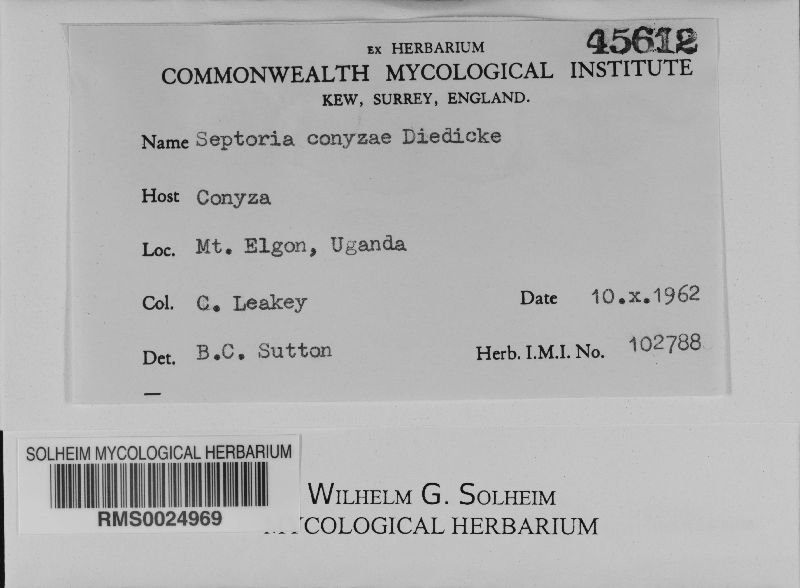 45612
EX HERBARIUM
COMMONWEALTH MYCOLOGICAL INSTITUTE
KEW, SURREY, ENGLAND.
Name Septoria conyzae Diedicke
Host Conyza
Loc. Mt. Elgon, Uganda
Col. C. Leakey Date 10.x.1962
Det. B.C. Sutton Herb. I.M.I. No. 102788
SOLHEIM MYCOLOGICAL HERBARIUM
RMS0024969
WILHELM G. SOLHEIM
MYCOLOGICAL HERBARIUM